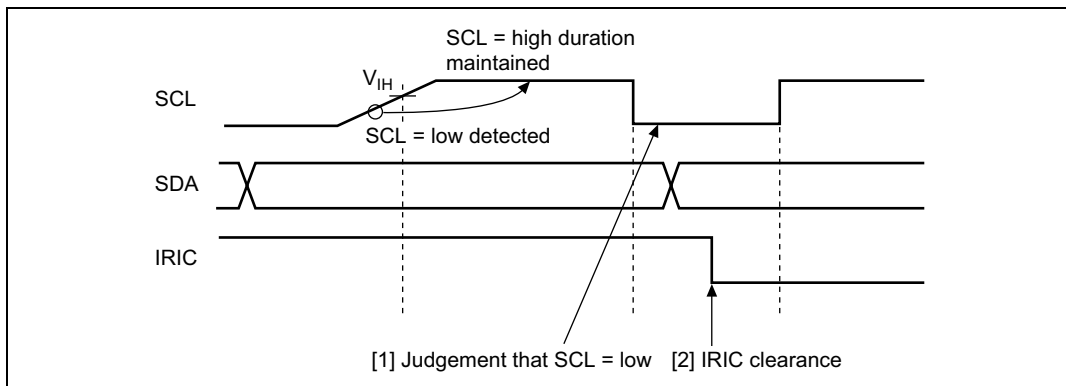 SCL = high duration
maintained
VIH
SCL
SCL = low detected
SDA
IRIC
[1] Judgement that SCL = low
[2] IRIC clearance